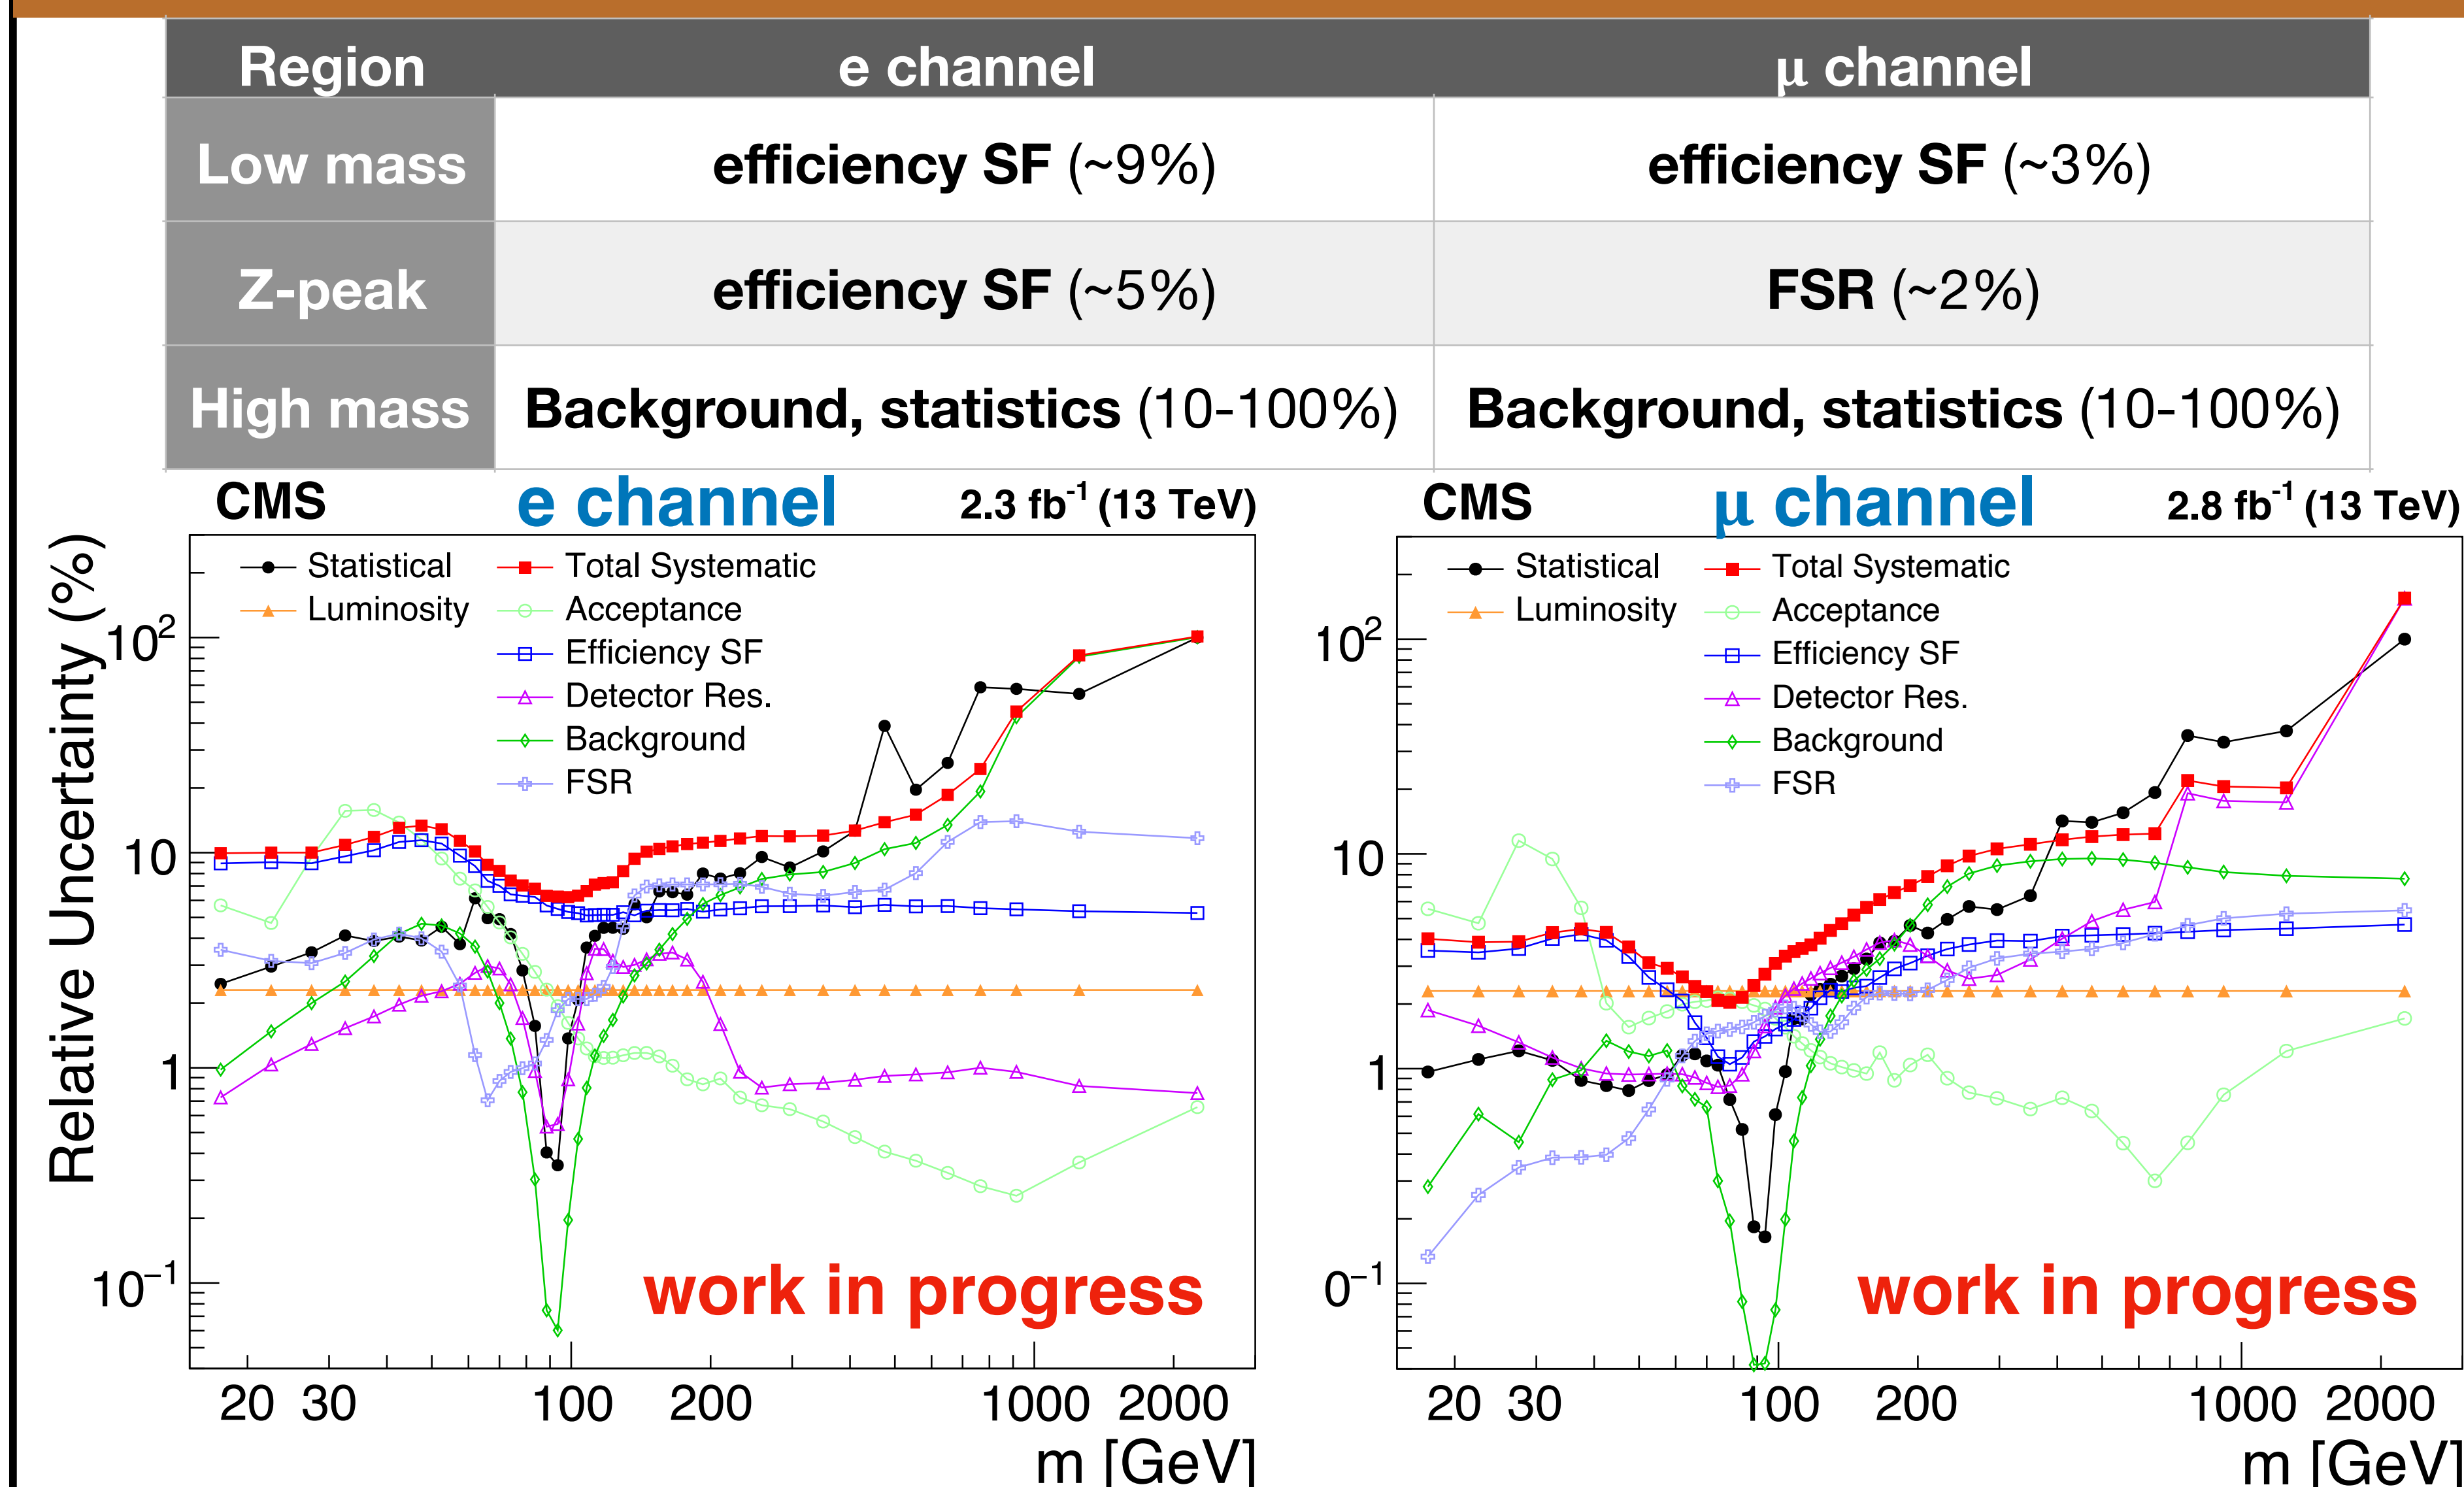 Region e channel μ channel
Low mass efficiency SF (~9%) efficiency SF (~3%)
Z-peak efficiency SF (~5%) FSR (~2%)
High mass Background, statistics (10-100%) Background, statistics (10-100%)
CMS e channel 2.3 fb⁻¹ (13 TeV)
Relative Uncertainty (%)
Statistical Total Systematic
Luminosity Acceptance
Efficiency SF
Detector Res.
Background
FSR
10²
10
1
10⁻¹
work in progress
20 30 100 200 1000 2000
m [GeV]
CMS μ channel 2.8 fb⁻¹ (13 TeV)
Statistical Total Systematic
Luminosity Acceptance
Efficiency SF
Detector Res.
Background
FSR
10²
10
1
0⁻¹
work in progress
20 30 100 200 1000 2000
m [GeV]